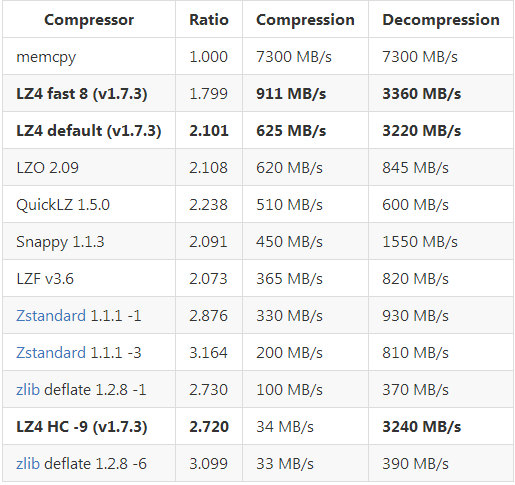 Compressor Ratio Compression Decompression
memcpy 1.000 7300 MB/s 7300 MB/s
LZ4 fast 8 (v1.7.3) 1.799 911 MB/s 3360 MB/s
LZ4 default (v1.7.3) 2.101 625 MB/s 3220 MB/s
LZO 2.09 2.108 620 MB/s 845 MB/s
QuickLZ 1.5.0 2.238 510 MB/s 600 MB/s
Snappy 1.1.3 2.091 450 MB/s 1550 MB/s
LZF v3.6 2.073 365 MB/s 820 MB/s
Zstandard 1.1.1 -1 2.876 330 MB/s 930 MB/s
Zstandard 1.1.1 -3 3.164 200 MB/s 810 MB/s
zlib deflate 1.2.8 -1 2.730 100 MB/s 370 MB/s
LZ4 HC -9 (v1.7.3) 2.720 34 MB/s 3240 MB/s
zlib deflate 1.2.8 -6 3.099 33 MB/s 390 MB/s